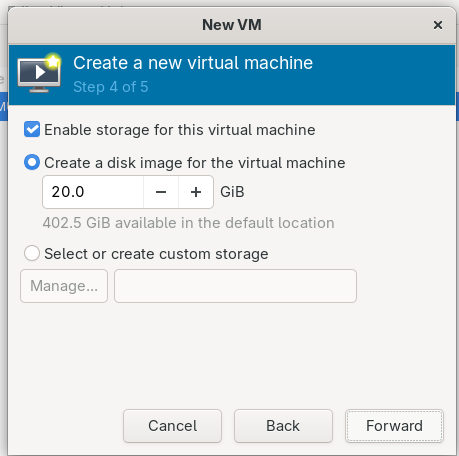 New VM
Create a new virtual machine
Step 4 of 5
Enable storage for this virtual machine
Create a disk image for the virtual machine
20.0 − + GiB
402.5 GiB available in the default location
Select or create custom storage
Manage...
Cancel Back Forward